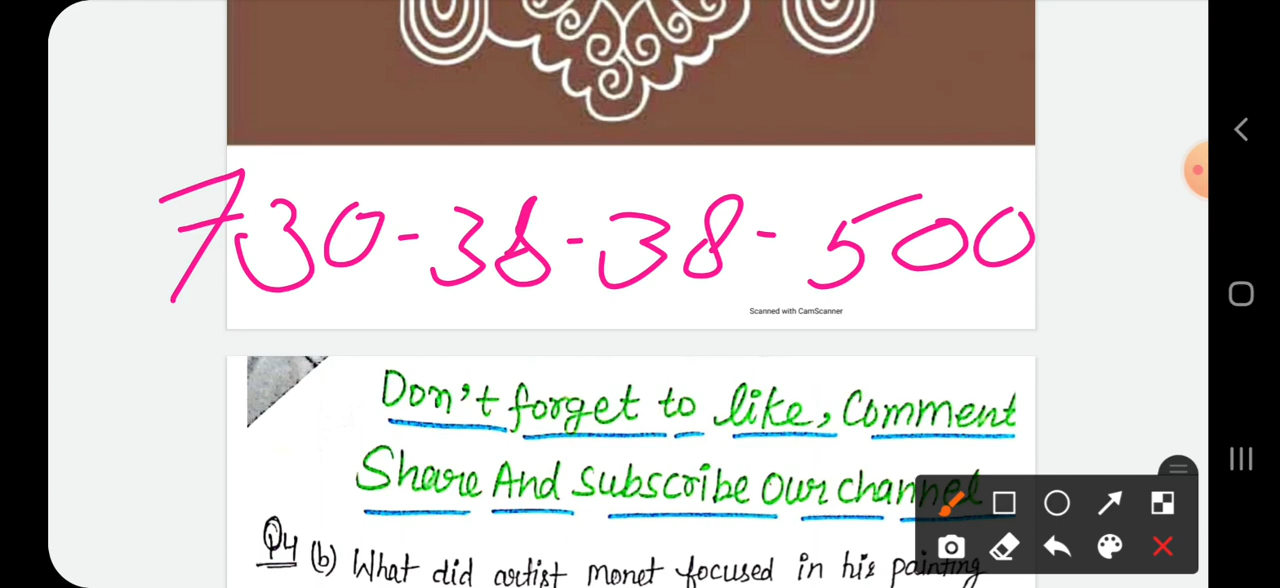 730-38-38-500
Scanned with CamScanner
Don't forget to like, Comment
Share And Subscribe Our channel
Q4 (b) What did artist monet focused in his painting